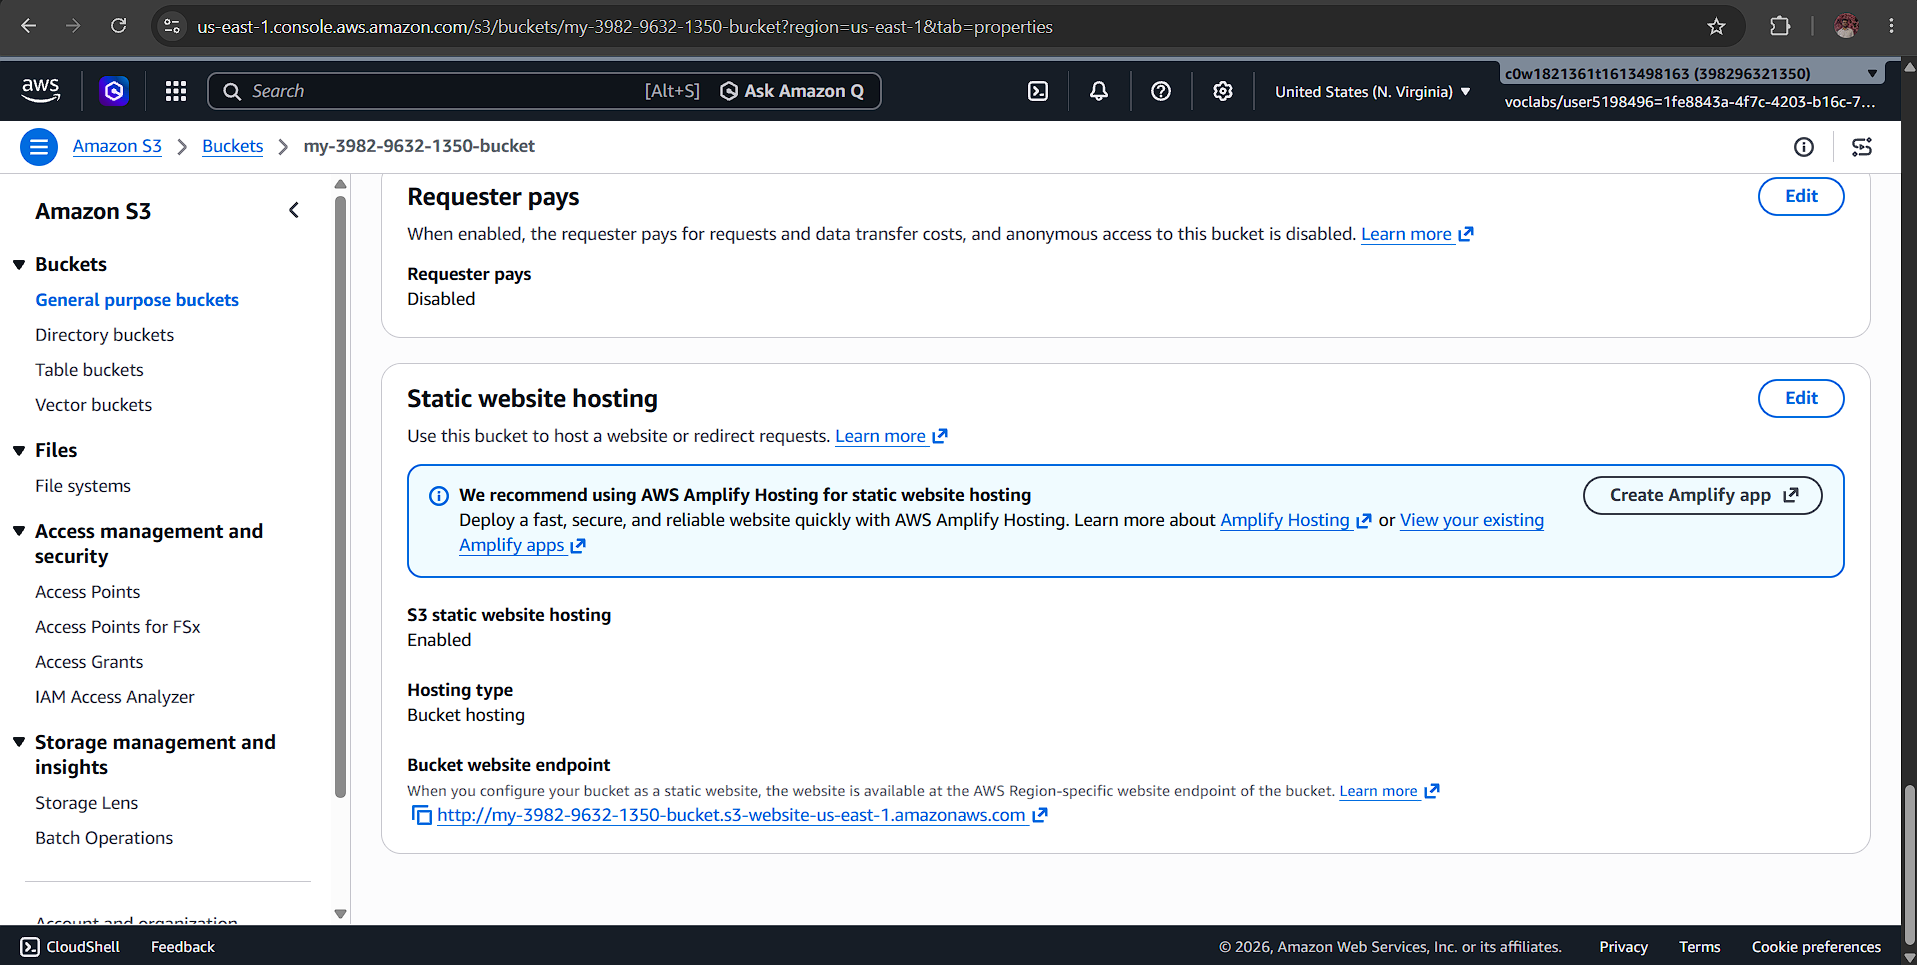 us-east-1.console.aws.amazon.com/s3/buckets/my-3982-9632-1350-bucket?region=us-east-1&tab=properties
aws
Search
[Alt+S]
Ask Amazon Q
United States (N. Virginia)
c0w1821361t1613498163 (398296321350)
voclabs/user5198496=1fe8843a-4f7c-4203-b16c-7...
Amazon S3
Buckets
my-3982-9632-1350-bucket
Amazon S3
Buckets
General purpose buckets
Directory buckets
Table buckets
Vector buckets
Files
File systems
Access management and
security
Access Points
Access Points for FSx
Access Grants
IAM Access Analyzer
Storage management and
insights
Storage Lens
Batch Operations
Account and organization
Requester pays
Edit
When enabled, the requester pays for requests and data transfer costs, and anonymous access to this bucket is disabled. Learn more
Requester pays
Disabled
Static website hosting
Edit
Use this bucket to host a website or redirect requests. Learn more
We recommend using AWS Amplify Hosting for static website hosting
Deploy a fast, secure, and reliable website quickly with AWS Amplify Hosting. Learn more about Amplify Hosting or View your existing
Amplify apps
Create Amplify app
S3 static website hosting
Enabled
Hosting type
Bucket hosting
Bucket website endpoint
When you configure your bucket as a static website, the website is available at the AWS Region-specific website endpoint of the bucket. Learn more
http://my-3982-9632-1350-bucket.s3-website-us-east-1.amazonaws.com
CloudShell
Feedback
© 2026, Amazon Web Services, Inc. or its affiliates.
Privacy
Terms
Cookie preferences